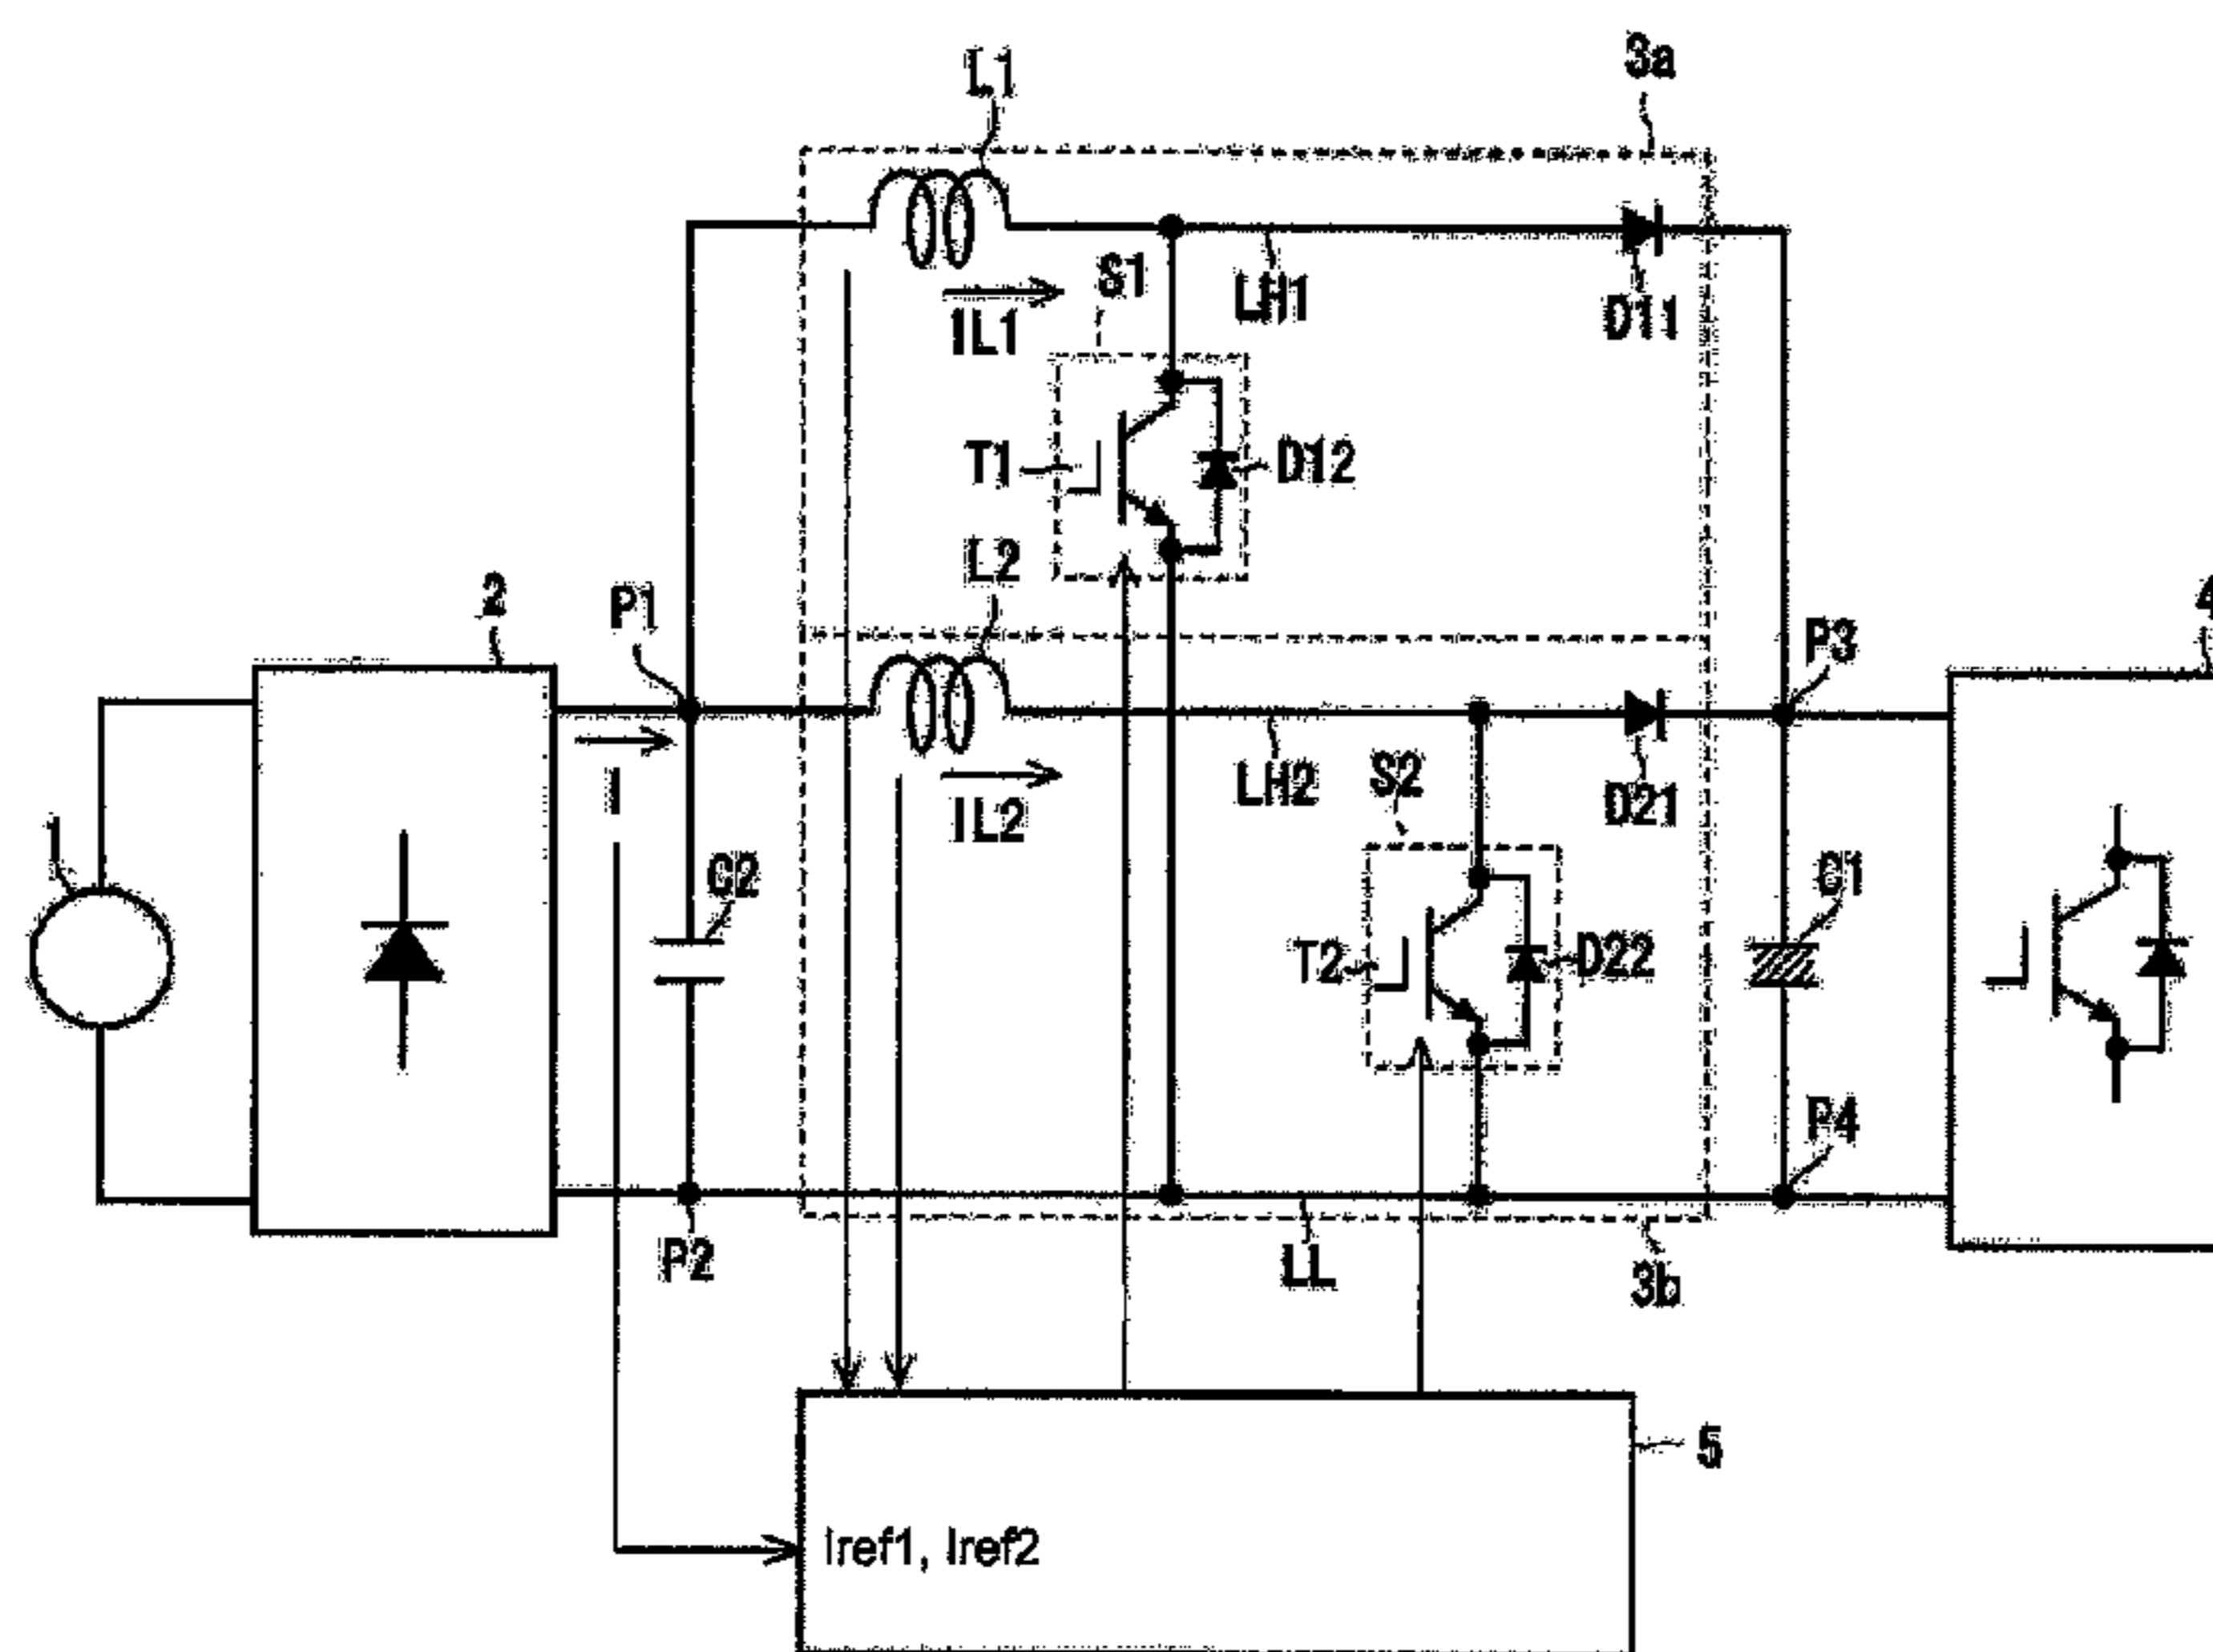 L1
3a
S1
IL1
LH1
D11
T1
D12
L2
2
P1
P3
4
I
IL2
LH2
S2
D21
1
C2
C1
T2
D22
P4
P2
LL
3b
5
Iref1, Iref2